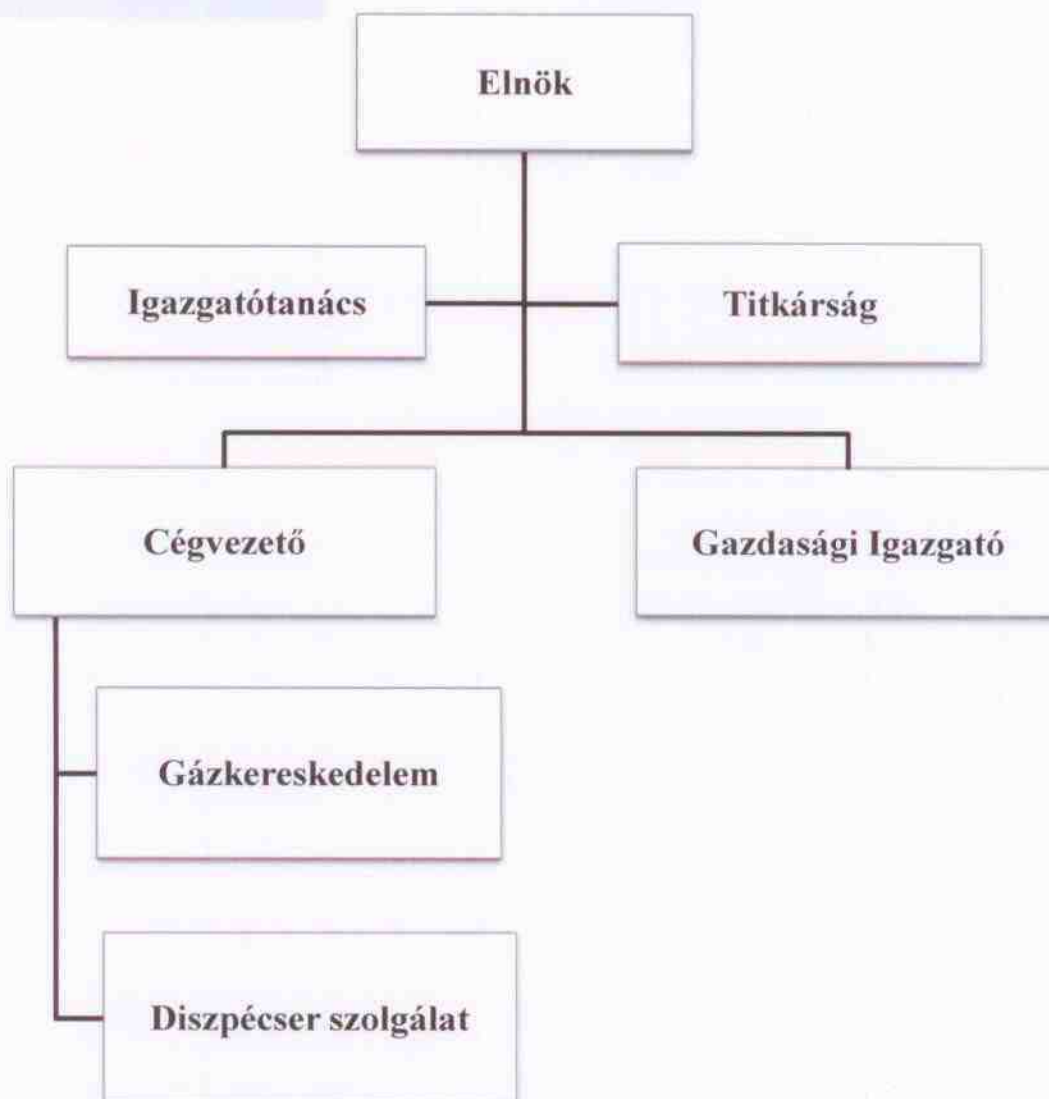 Elnök
Igazgatótanács
Titkárság
Cégvezető
Gazdasági Igazgató
Gázkereskedelem
Diszpécser szolgálat